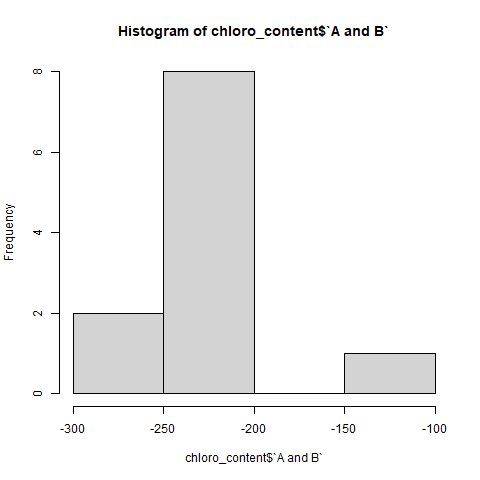 Histogram of chloro_content$`A and B`
Frequency
8
6
4
2
0
-300 -250 -200 -150 -100
chloro_content$`A and B`